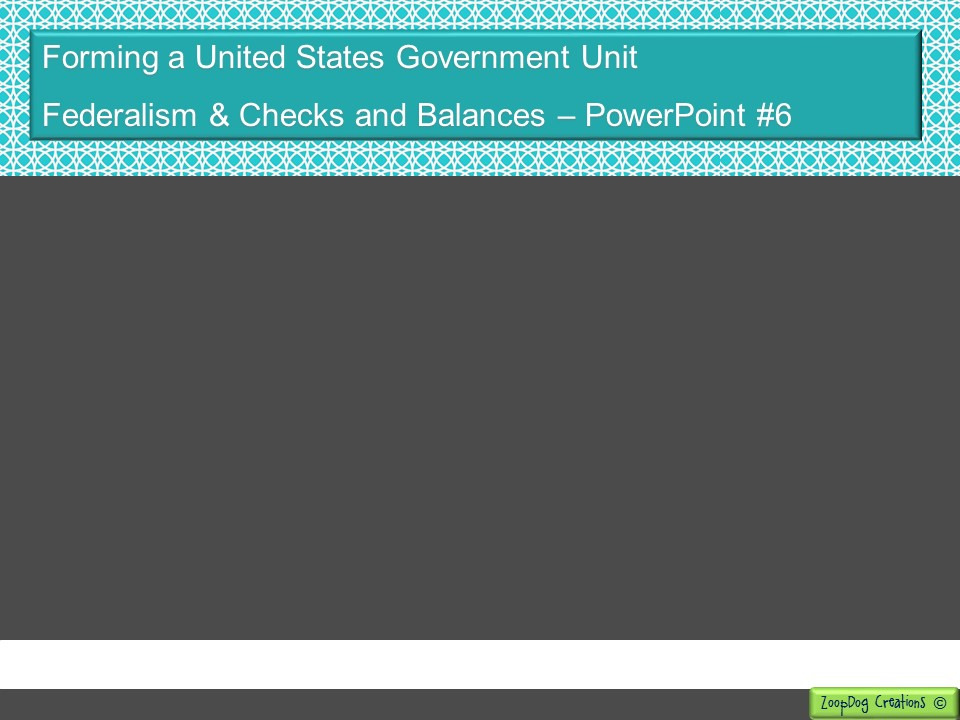 Forming a United States Government Unit
Federalism & Checks and Balances – PowerPoint #6
ZoopDog Creations ©